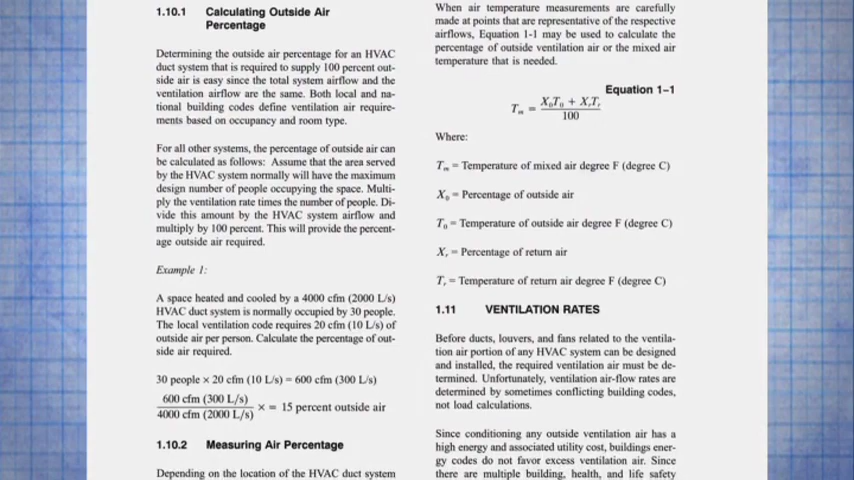 1.10.1 Calculating Outside Air
Percentage
Determining the outside air percentage for an HVAC
duct system that is required to supply 100 percent out-
side air is easy since the total system airflow and the
ventilation airflow are the same. Both local and na-
tional building codes define ventilation air require-
ments based on occupancy and room type.
For all other systems, the percentage of outside air can
be calculated as follows: Assume that the area served
by the HVAC system normally will have the maximum
design number of people occupying the space. Multi-
ply the ventilation rate times the number of people. Di-
vide this amount by the HVAC system airflow and
multiply by 100 percent. This will provide the percent-
age outside air required.
Example 1:
A space heated and cooled by a 4000 cfm (2000 L/s)
HVAC duct system is normally occupied by 30 people.
The local ventilation code requires 20 cfm (10 L/s) of
outside air per person. Calculate the percentage of out-
side air required.
30 people × 20 cfm (10 L/s) = 600 cfm (300 L/s)
600 cfm (300 L/s)
4000 cfm (2000 L/s) × = 15 percent outside air
1.10.2 Measuring Air Percentage
Depending on the location of the HVAC duct system
When air temperature measurements are carefully
made at points that are representative of the respective
airflows, Equation 1-1 may be used to calculate the
percentage of outside ventilation air or the mixed air
temperature that is needed.
Equation 1–1
Tm = X0T0 + XrTr
100
Where:
Tm = Temperature of mixed air degree F (degree C)
X0 = Percentage of outside air
T0 = Temperature of outside air degree F (degree C)
Xr = Percentage of return air
Tr = Temperature of return air degree F (degree C)
1.11 VENTILATION RATES
Before ducts, louvers, and fans related to the ventila-
tion air portion of any HVAC system can be designed
and installed, the required ventilation air must be de-
termined. Unfortunately, ventilation air-flow rates are
determined by sometimes conflicting building codes,
not load calculations.
Since conditioning any outside ventilation air has a
high energy and associated utility cost, buildings ener-
gy codes do not favor excess ventilation air. Since
there are multiple building, health, and life safety